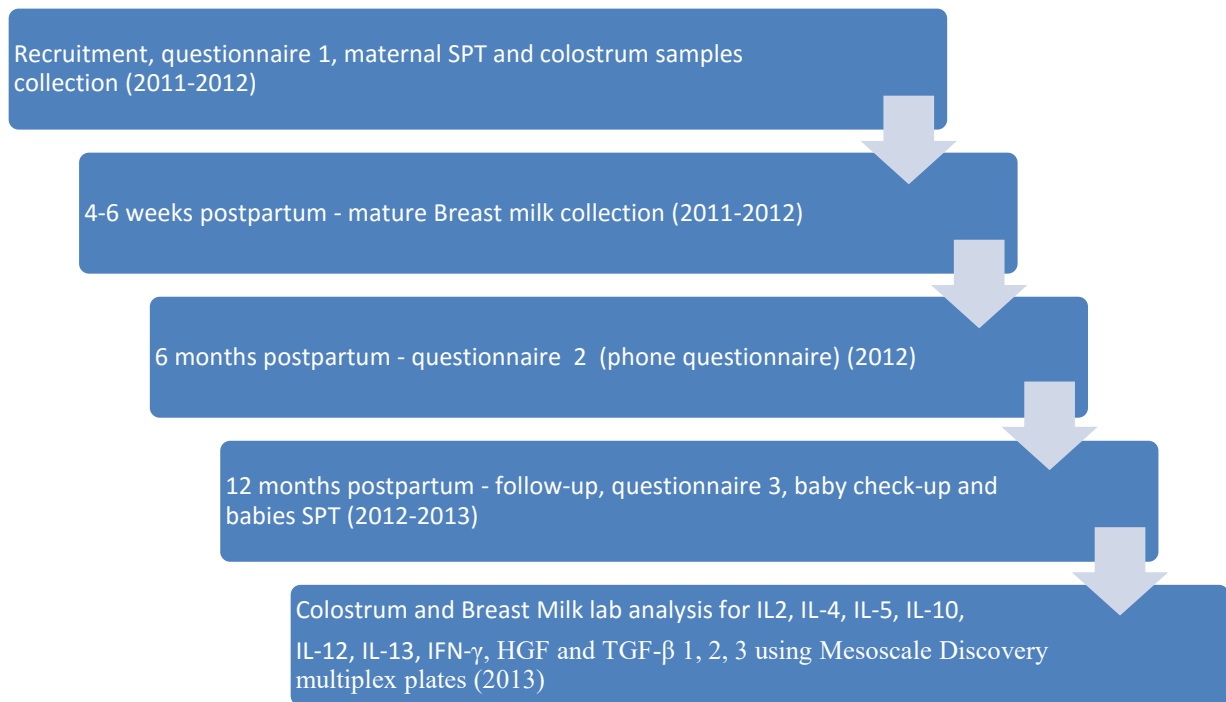 Recruitment, questionnaire 1, maternal SPT and colostrum samples
collection (2011-2012)
4-6 weeks postpartum - mature Breast milk collection (2011-2012)
6 months postpartum - questionnaire  2  (phone questionnaire) (2012)
12 months postpartum - follow-up, questionnaire 3, baby check-up and
babies SPT (2012-2013)
Colostrum and Breast Milk lab analysis for IL2, IL-4, IL-5, IL-10,
IL-12, IL-13, IFN-γ, HGF and TGF-β 1, 2, 3 using Mesoscale Discovery
multiplex plates (2013)